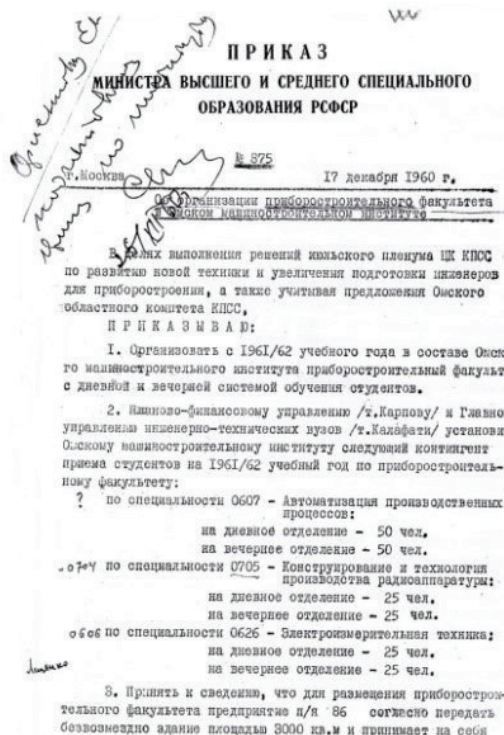 ПРИКАЗ
МИНИСТРА ВЫСШЕГО И СРЕДНЕГО СПЕЦИАЛЬНОГО
ОБРАЗОВАНИЯ РСФСР
№ 875
г.Москва 17 декабря 1960 г.
Об организации приборостроительного факультета
в Омском машиностроительном институте
В целях выполнения решений июльского пленума ЦК КПСС
по развитию новой техники и увеличения подготовки инженеров
для приборостроения, а также учитывая предложения Омского
областного комитета КПСС,
ПРИКАЗЫВАЮ:
I. Организовать с I96I/62 учебного года в составе Омско
го машиностроительного института приборостроительный факульт
с дневной и вечерней системой обучения студентов.
2. Планово-финансовому управлению /т.Карпову/ и Главно
управлению инженерно-технических вузов /т.Калафати/ установи
Омскому машиностроительному институту следующий контингент
приема студентов на I96I/62 учебный год по приборостроитель-
ному факультету:
? по специальности 0607 - Автоматизация производственных
процессов:
на дневное отделение - 50 чел.
на вечернее отделение - 50 чел.
0704 по специальности 0705 - Конструирование и технология
производства радиоаппаратуры:
на дневное отделение - 25 чел.
на вечернее отделение - 25 чел.
0606 по специальности 0626 - Электроизмерительная техника:
на дневное отделение - 25 чел.
на вечернее отделение - 25 чел.
3. Принять к сведению, что для размещения приборострои-
тельного факультета предприятие п/я 86 согласно передать
безвозмездно здание площадью 3000 кв.м и принимает на себя